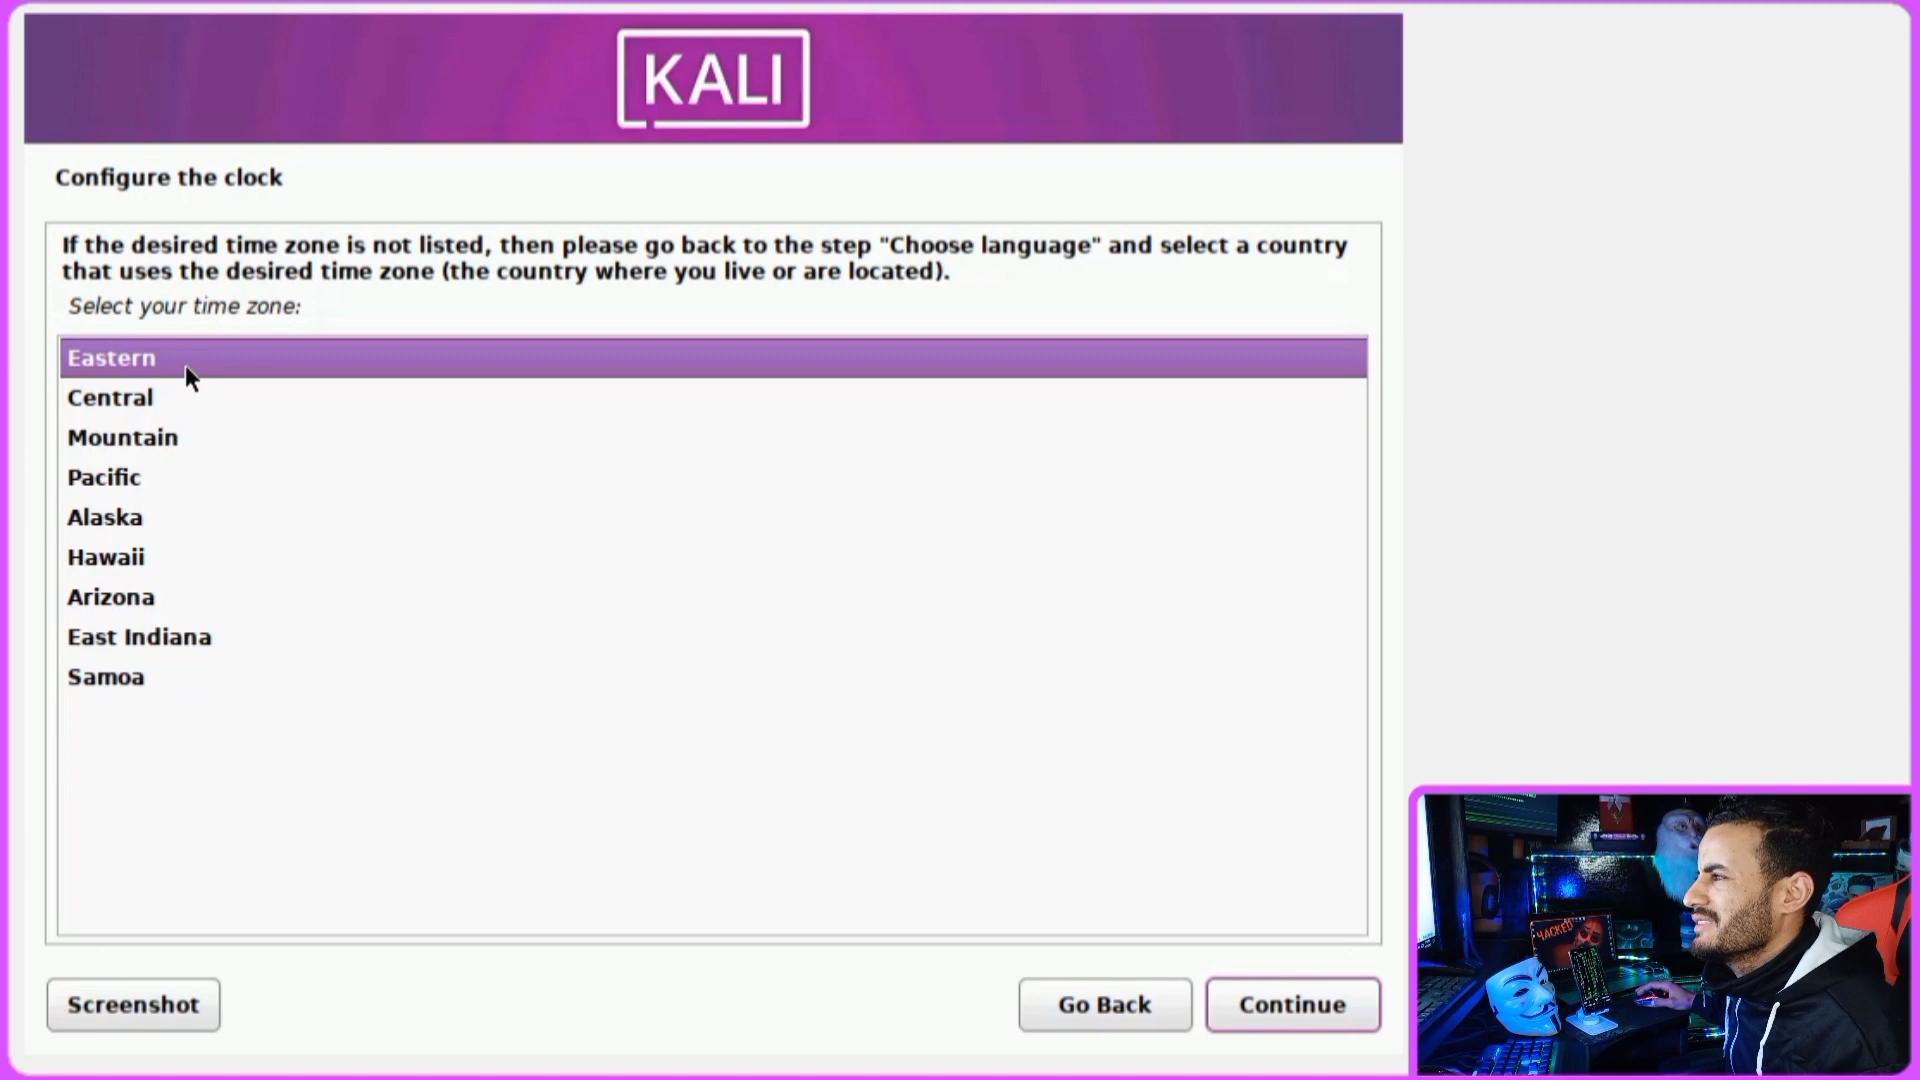 KALI
Configure the clock
If the desired time zone is not listed, then please go back to the step "Choose language" and select a country
that uses the desired time zone (the country where you live or are located).
Select your time zone:
Eastern
Central
Mountain
Pacific
Alaska
Hawaii
Arizona
East Indiana
Samoa
Screenshot
Go Back
Continue
HACKED